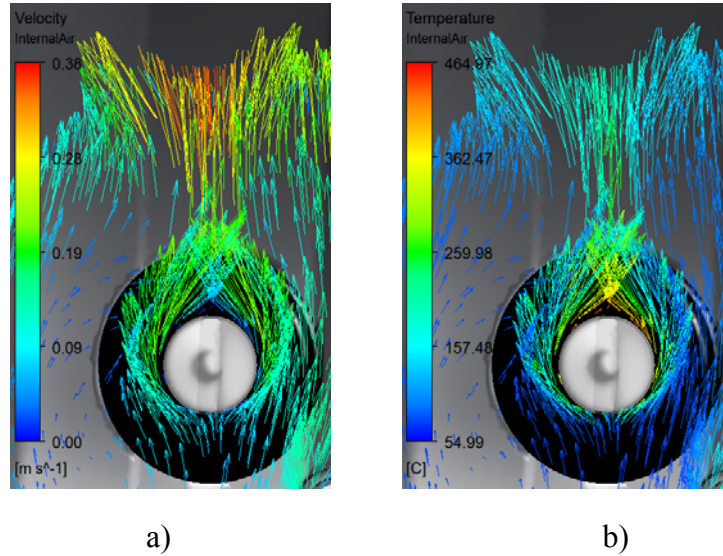 Velocity
InternalAir
0.38
0.28
0.19
0.09
0.00
[m s^-1]
a)
Temperature
InternalAir
464.97
362.47
259.98
157.48
54.99
[C]
b)